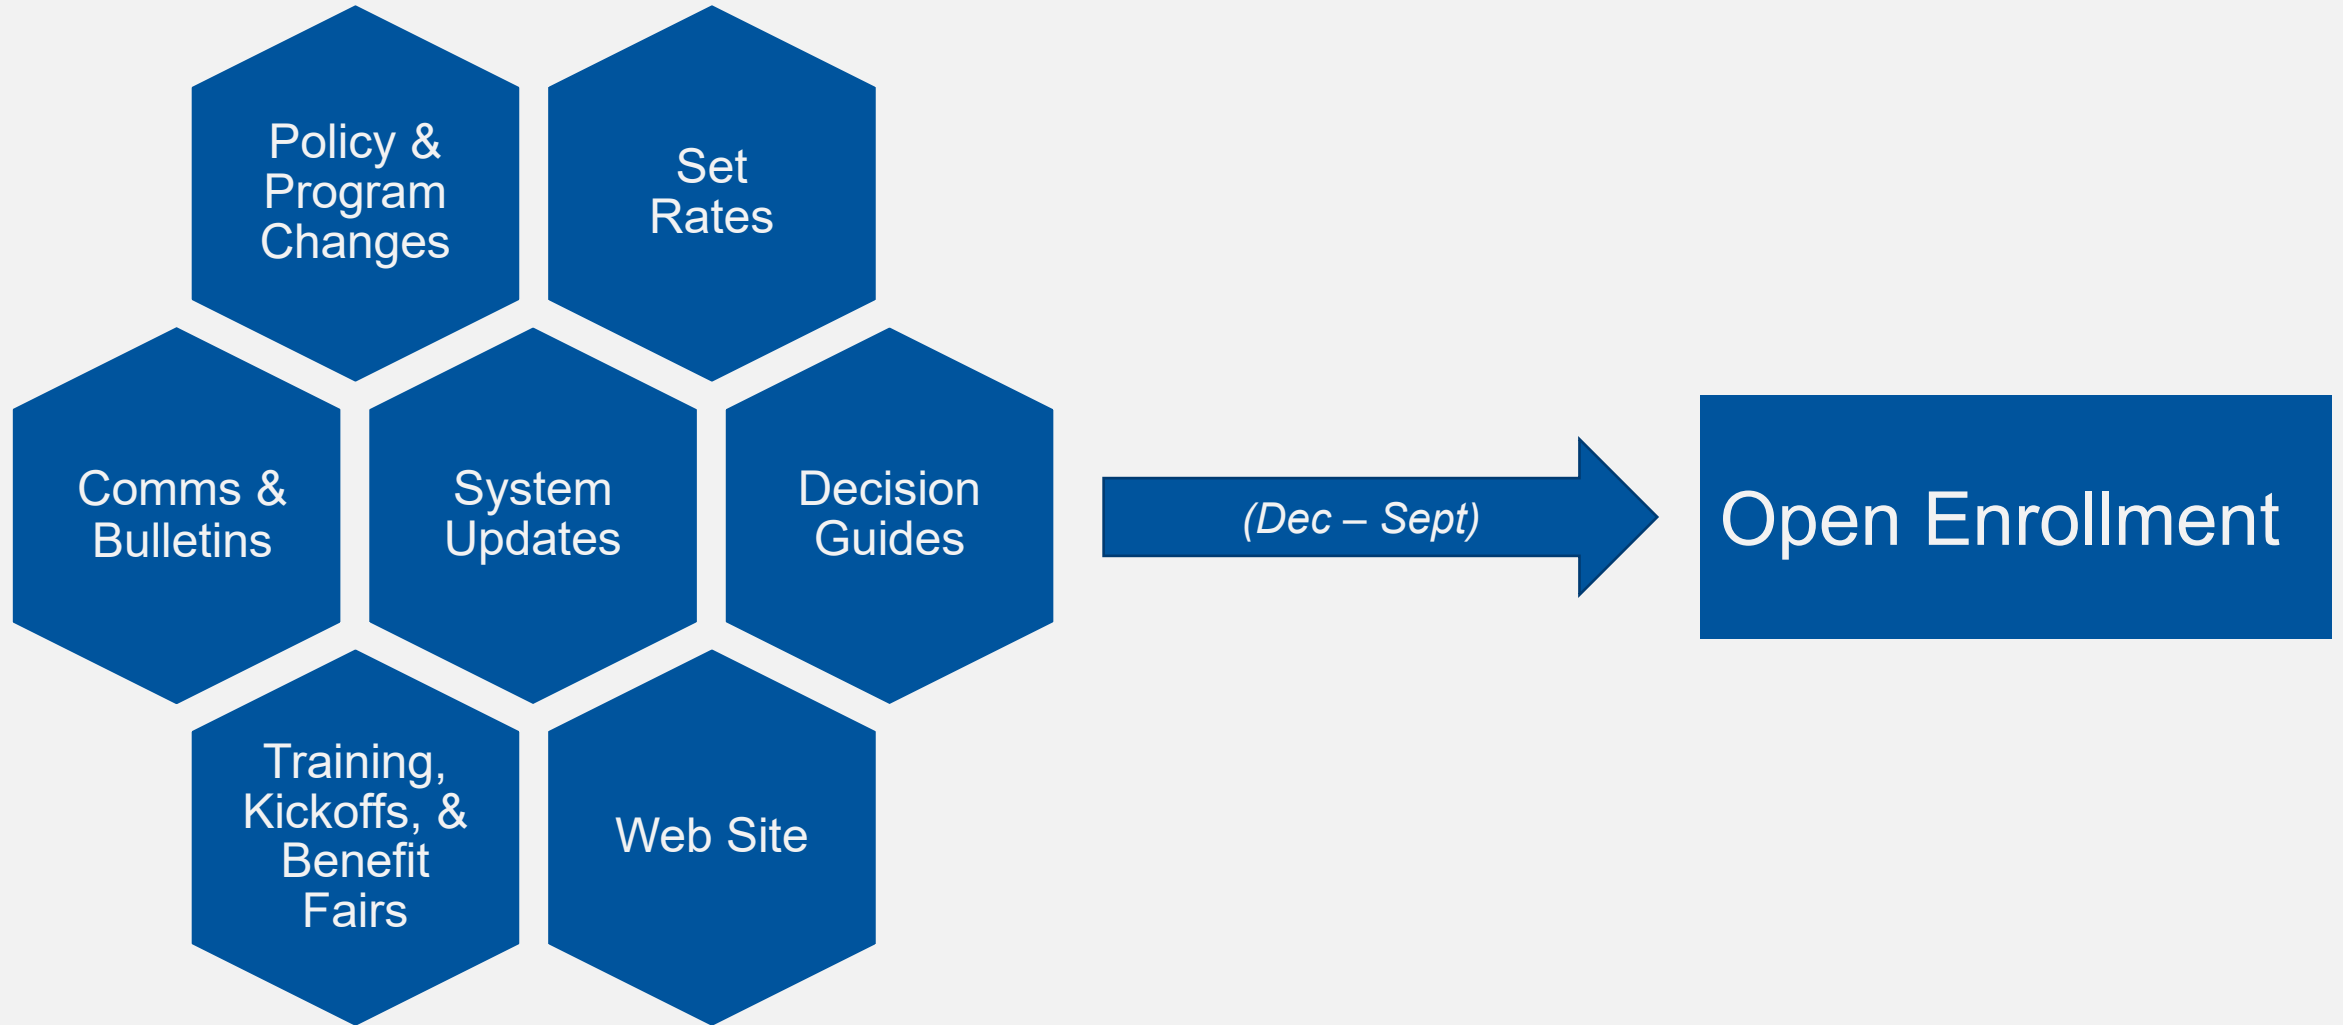 Policy &
Program
Changes
Set
Rates
Comms &
Bulletins
System
Updates
Decision
Guides
(Dec – Sept)
Open Enrollment
Training,
Kickoffs, &
Benefit
Fairs
Web Site